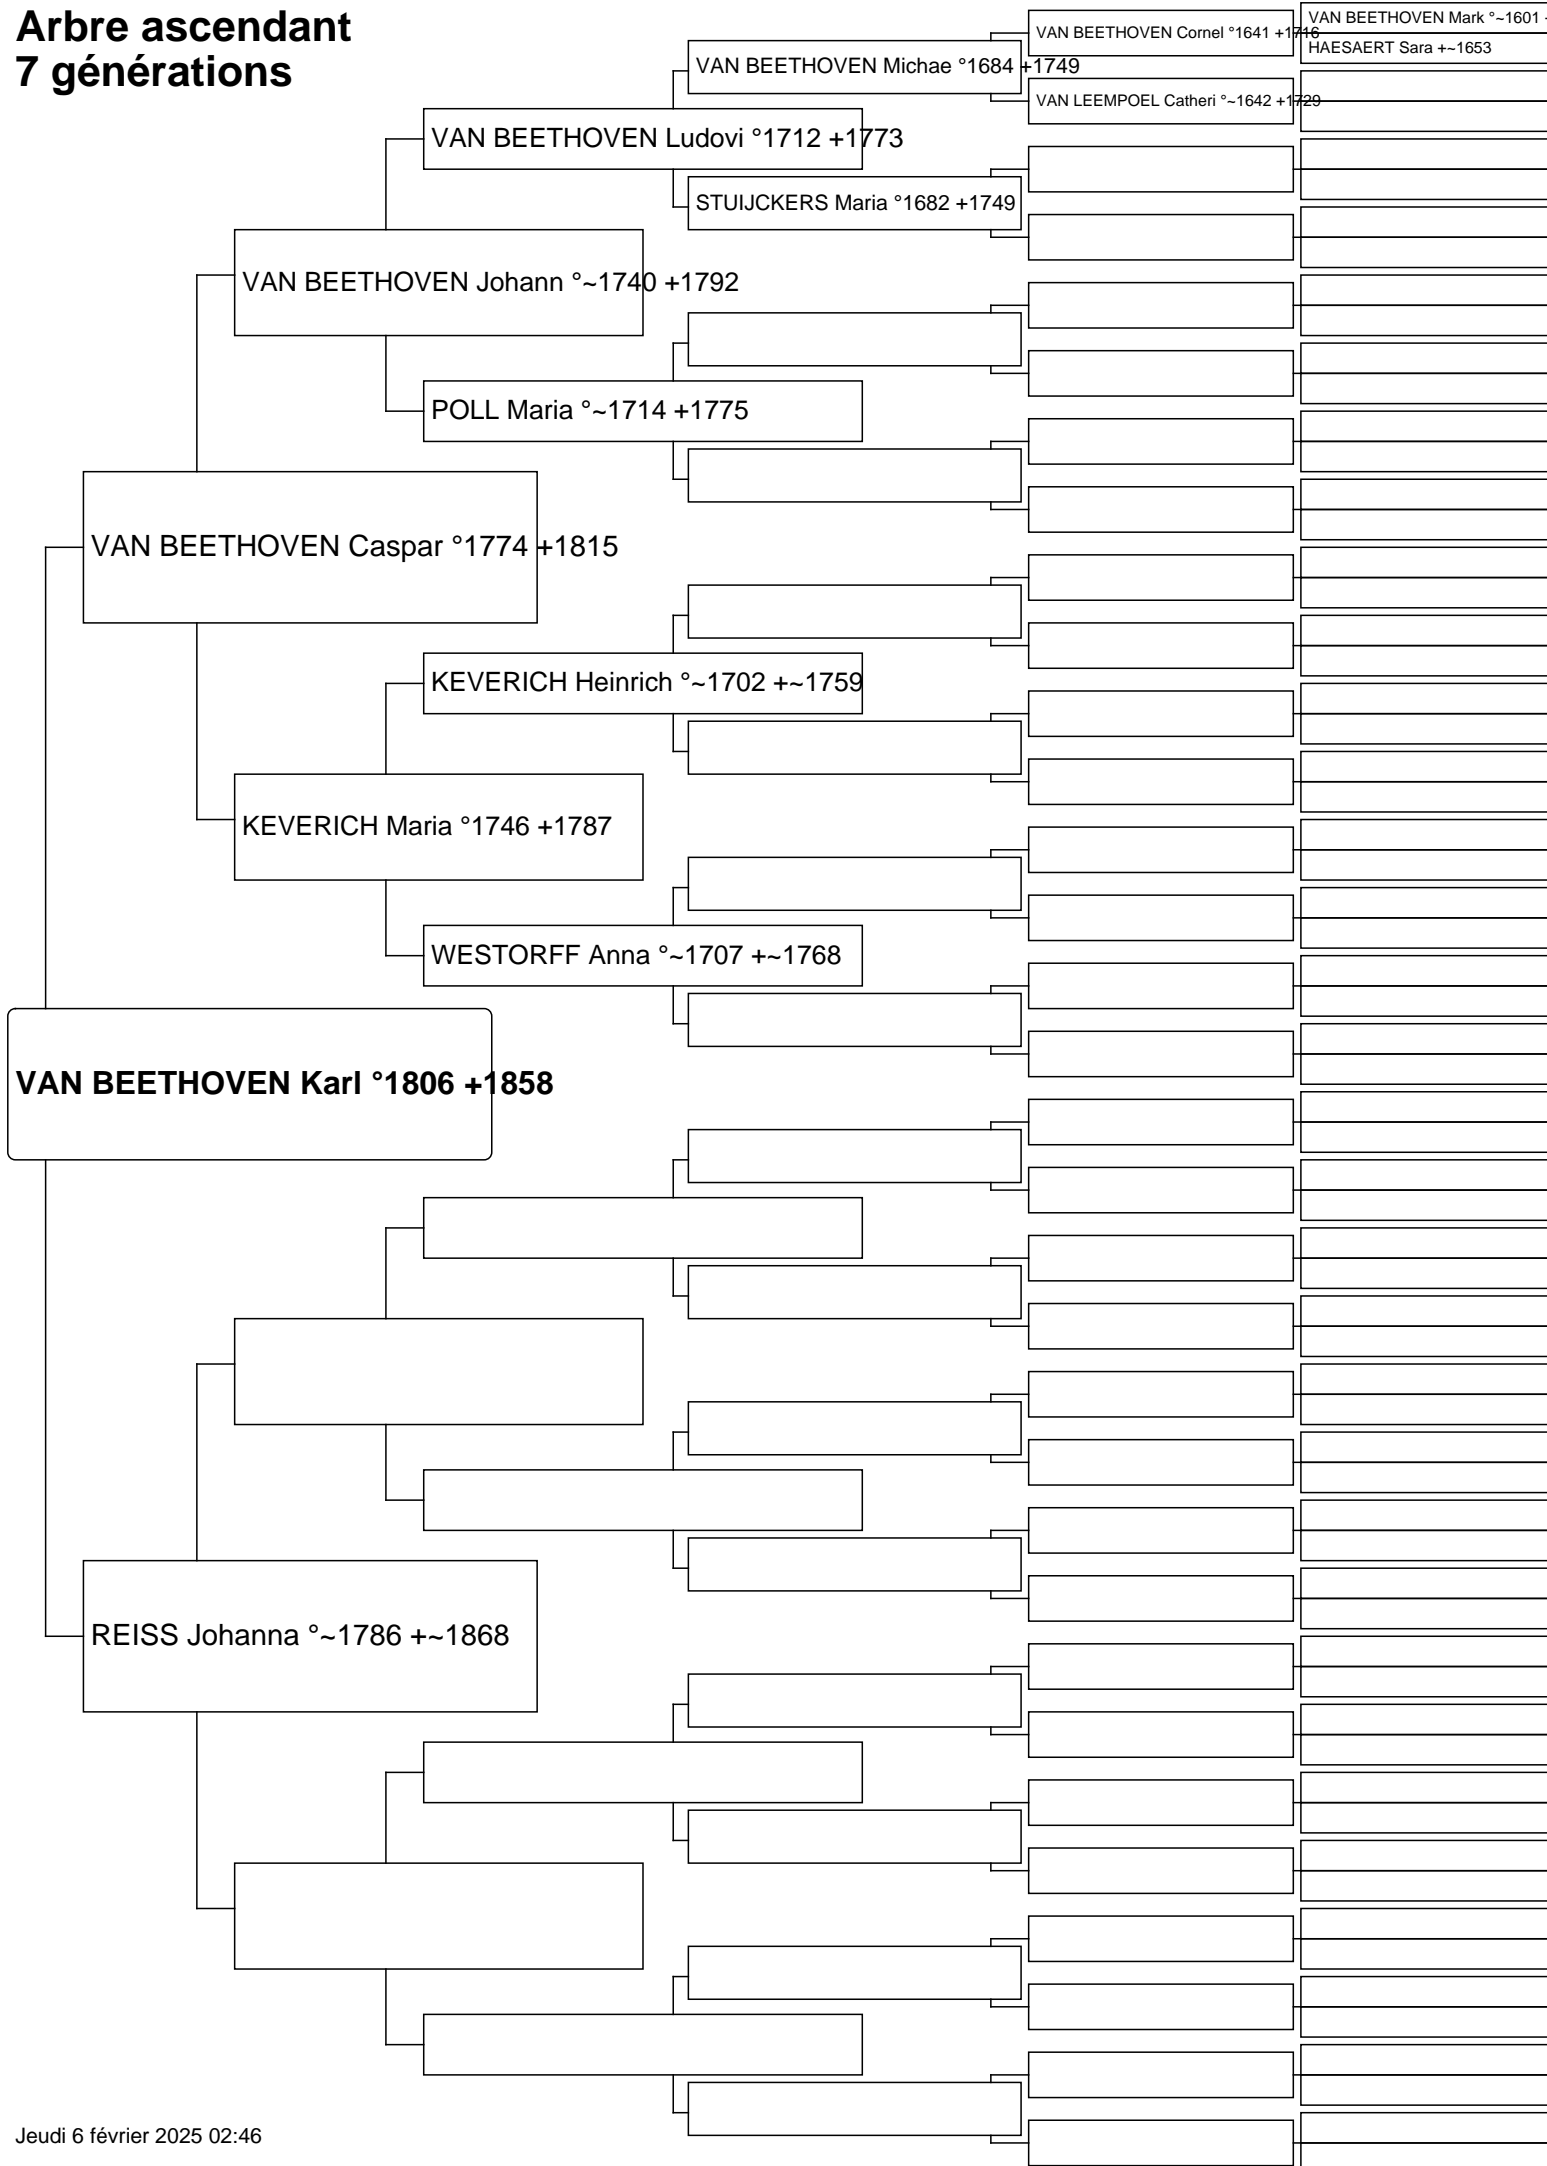 Arbre ascendant
7 générations
VAN BEETHOVEN Mark °~1601
HAESAERT Sara +~1653
VAN BEETHOVEN Cornel °1641 +1716
VAN BEETHOVEN Michae °1684 +1749
VAN LEEMPOEL Catheri °~1642 +1729
VAN BEETHOVEN Ludovi °1712 +1773
STUIJCKERS Maria °1682 +1749
VAN BEETHOVEN Johann °~1740 +1792
POLL Maria °~1714 +1775
VAN BEETHOVEN Caspar °1774 +1815
KEVERICH Heinrich °~1702 +~1759
KEVERICH Maria °1746 +1787
WESTORFF Anna °~1707 +~1768
VAN BEETHOVEN Karl °1806 +1858
REISS Johanna °~1786 +~1868
Jeudi 6 février 2025 02:46